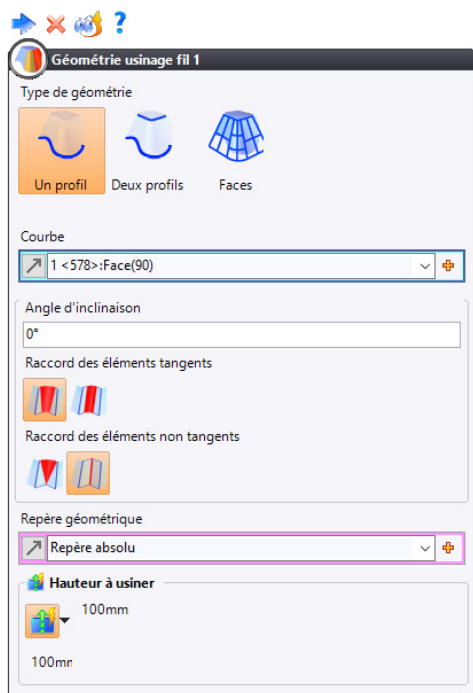 ?
Géométrie usinage fil 1
Type de géométrie
Un profil Deux profils Faces
Courbe
1 <578>:Face(90)
Angle d'inclinaison
0°
Raccord des éléments tangents
Raccord des éléments non tangents
Repère géométrique
Repère absolu
Hauteur à usiner
100mm
100mr